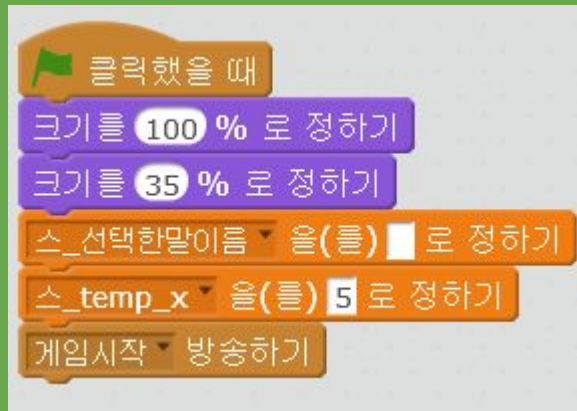 클릭했을 때
크기를 100 % 로 정하기
크기를 35 % 로 정하기
스_선택한말이름 을(를) 로 정하기
스_temp_x 을(를) 5 로 정하기
게임시작 방송하기